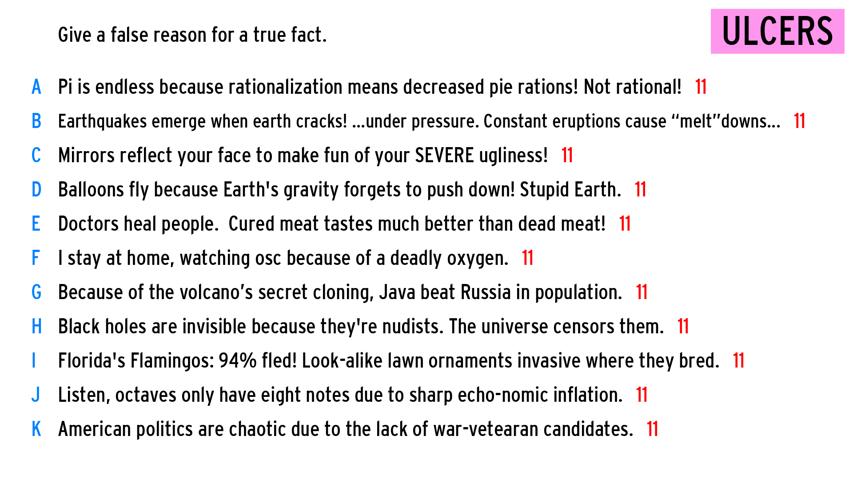 Give a false reason for a true fact.
ULCERS
A Pi is endless because rationalization means decreased pie rations! Not rational! 11
B Earthquakes emerge when earth cracks! ...under pressure. Constant eruptions cause “melt”downs... 11
C Mirrors reflect your face to make fun of your SEVERE ugliness! 11
D Balloons fly because Earth's gravity forgets to push down! Stupid Earth. 11
E Doctors heal people. Cured meat tastes much better than dead meat! 11
F I stay at home, watching osc because of a deadly oxygen. 11
G Because of the volcano’s secret cloning, Java beat Russia in population. 11
H Black holes are invisible because they're nudists. The universe censors them. 11
I Florida's Flamingos: 94% fled! Look-alike lawn ornaments invasive where they bred. 11
J Listen, octaves only have eight notes due to sharp echo-nomic inflation. 11
K American politics are chaotic due to the lack of war-vetearan candidates. 11